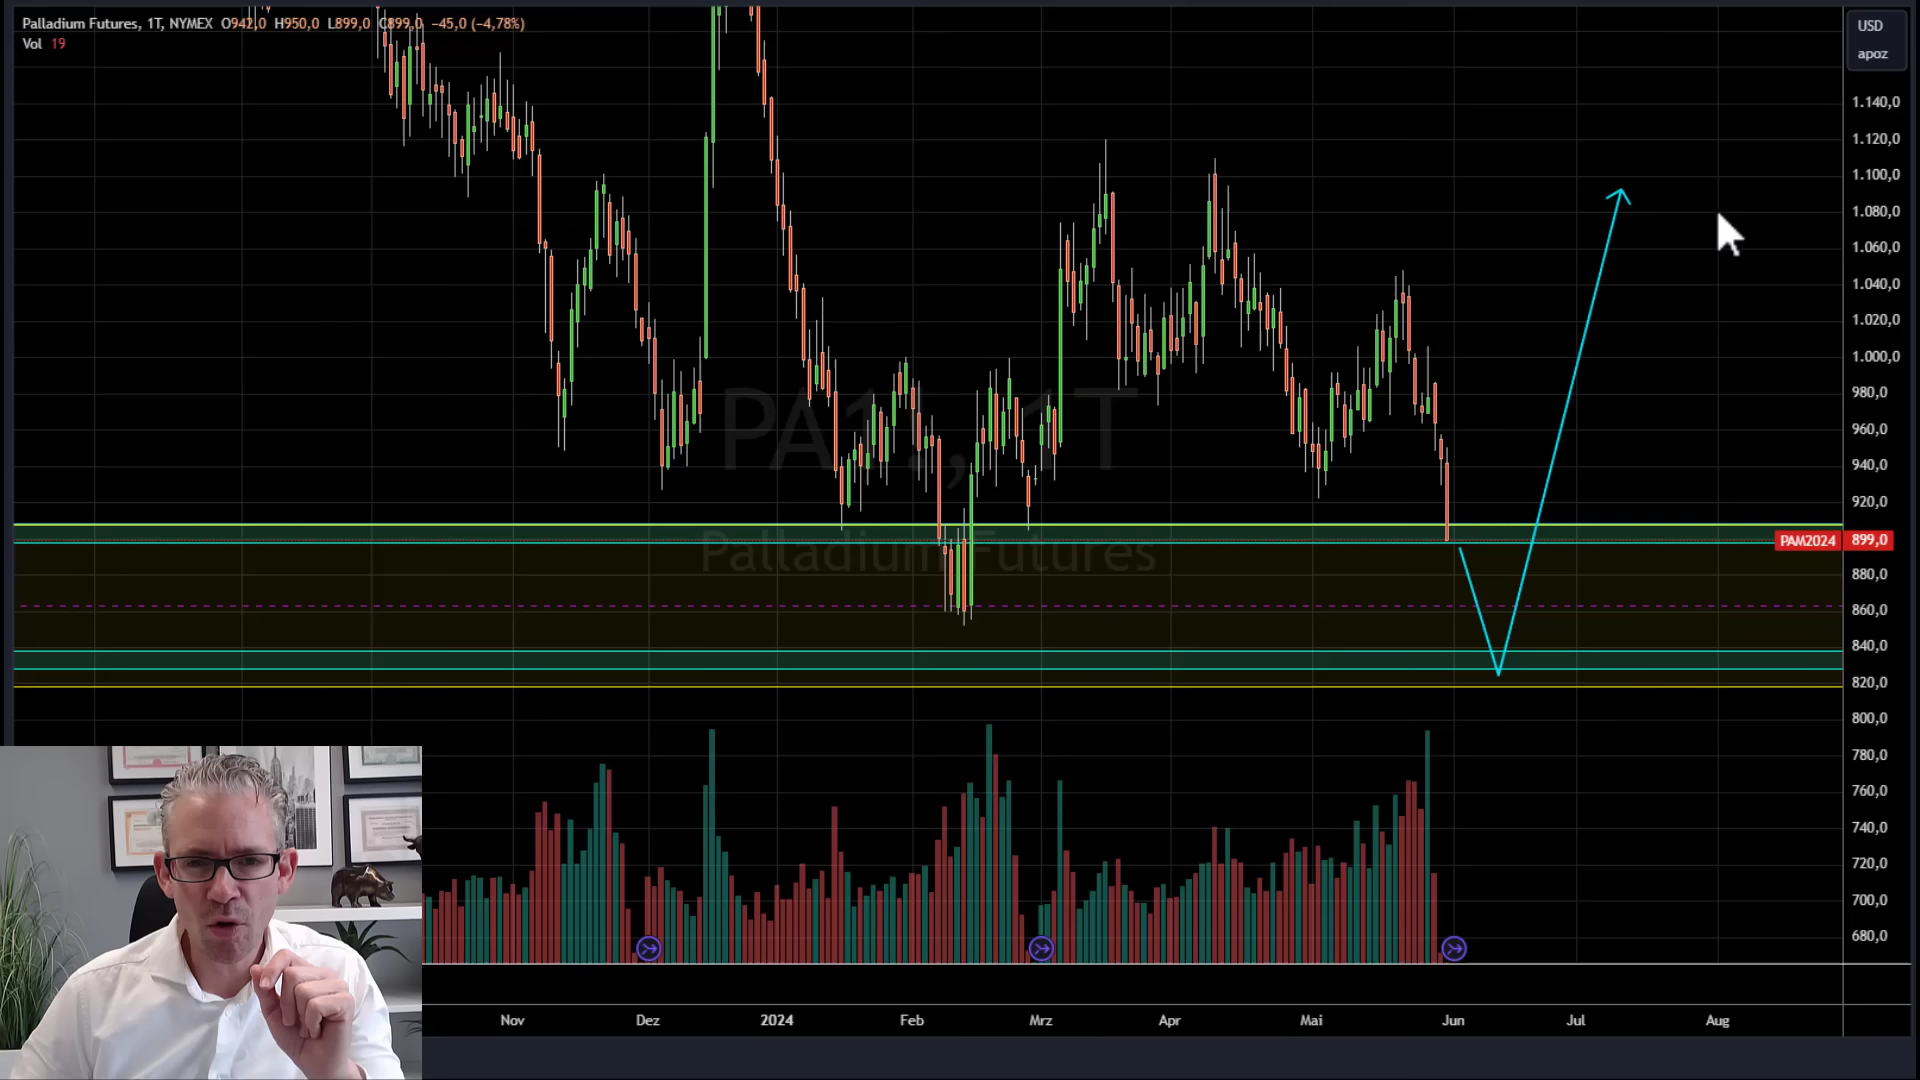 Palladium Futures, 1T, NYMEX O942,0 H950,0 L899,0 C899,0 −45,0 (−4,78%)
Vol 19
USD
apoz
1.140,0
1.120,0
1.100,0
1.080,0
1.060,0
1.040,0
1.020,0
1.000,0
980,0
960,0
940,0
920,0
PAM2024 899,0
880,0
860,0
840,0
820,0
800,0
780,0
760,0
740,0
720,0
700,0
680,0
PA1!, 1T
Palladium Futures
Nov Dez 2024 Feb Mrz Apr Mai Jun Jul Aug